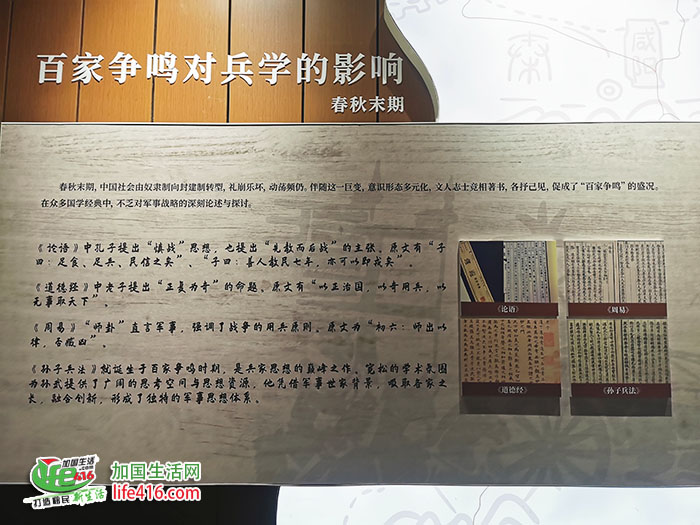 百家争鸣对兵学的影响
春秋末期
春秋末期，中国社会由奴隶制向封建制转型，礼崩乐坏，动荡频仍。伴随这一巨变，意识形态多元化，文人志士竞相著书，各抒己见，促成了“百家争鸣”的盛况。
在众多国学经典中，不乏对军事战略的深刻论述与探讨。
《论语》中孔子提出“慎战”思想，也提出“先教而后战”的主张。原文有“子
曰：足食、足兵、民信之矣”、“子曰：善人教民七年，亦可以即戎矣”。
《道德经》中老子提出“正复为奇”的命题。原文有“以正治国，以奇用兵，以
无事取天下”。
《周易》“师卦”直言军事，强调了战争的用兵原则。原文为“初六：师出以
律，否臧凶”。
《孙子兵法》就诞生于百家争鸣时期，是兵家思想的巅峰之作。宽松的学术氛围
为孙武提供了广阔的思考空间与思想资源，他凭借军事世家背景，吸取各家之
长，融合创新，形成了独特的军事思想体系。
《论语》
《周易》
《道德经》
《孙子兵法》
加国生活
.com
life416
打造移民新生活
加国生活网
life416.com